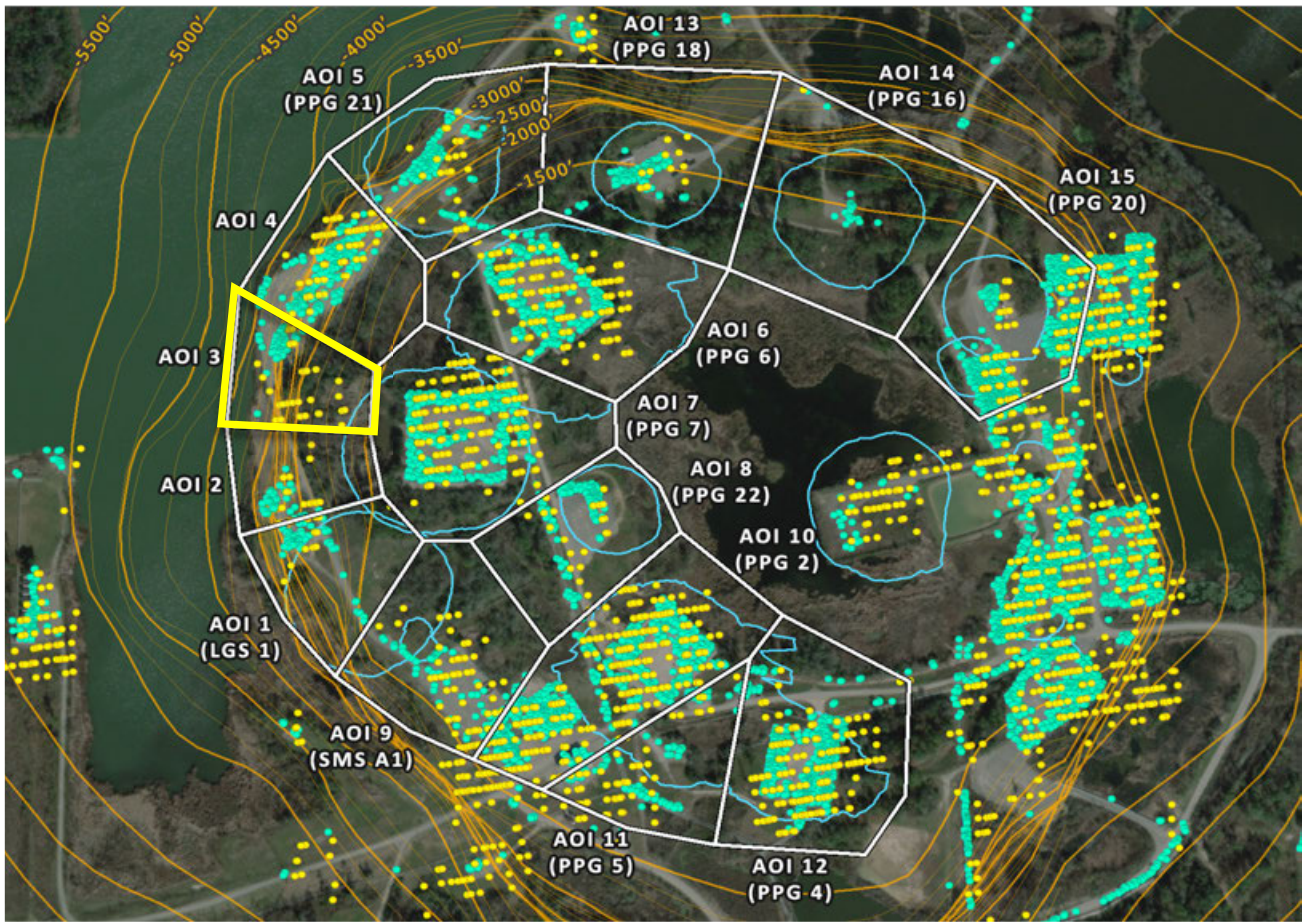 -5500'
-5000'
-4500'
-4000'
-3500'
-3000'
-2500'
-2000'
-1500'
AOI 13
(PPG 18)
AOI 5
(PPG 21)
AOI 14
(PPG 16)
AOI 15
(PPG 20)
AOI 4
AOI 3
AOI 6
(PPG 6)
AOI 7
(PPG 7)
AOI 2
AOI 8
(PPG 22)
AOI 10
(PPG 2)
AOI 1
(LGS 1)
AOI 9
(SMS A1)
AOI 11
(PPG 5)
AOI 12
(PPG 4)